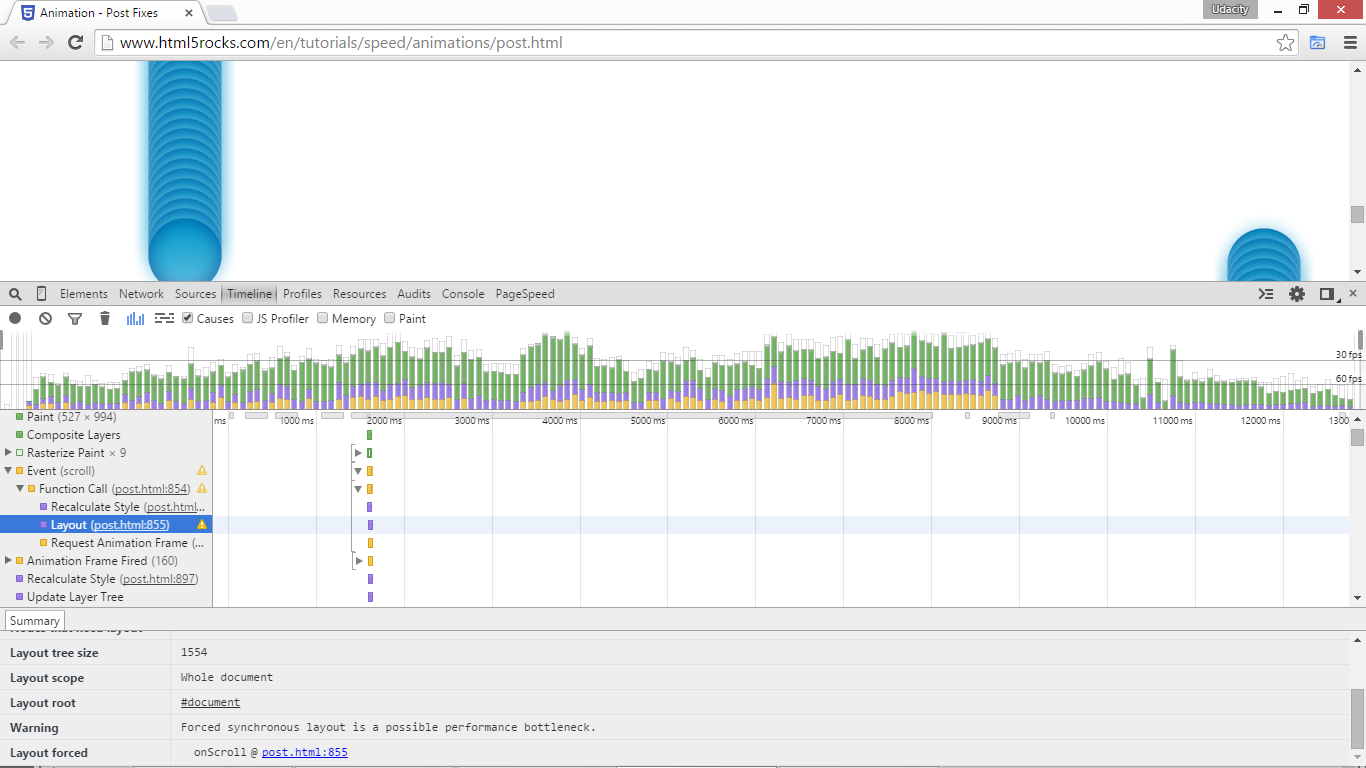 Animation - Post Fixes
Udacity
www.html5rocks.com/en/tutorials/speed/animations/post.html
Elements Network Sources Timeline Profiles Resources Audits Console PageSpeed
Causes JS Profiler Memory Paint
30 fps
60 fps
ms 1000 ms 2000 ms 3000 ms 4000 ms 5000 ms 6000 ms 7000 ms 8000 ms 9000 ms 10000 ms 11000 ms 12000 ms 1300
Paint (527 × 994)
Composite Layers
Rasterize Paint × 9
Event (scroll)
Function Call (post.html:854)
Recalculate Style (post.html...
Layout (post.html:855)
Request Animation Frame (...
Animation Frame Fired (160)
Recalculate Style (post.html:897)
Update Layer Tree
Summary
Nodes that need layout
Layout tree size 1554
Layout scope Whole document
Layout root #document
Warning Forced synchronous layout is a possible performance bottleneck.
Layout forced onScroll @ post.html:855